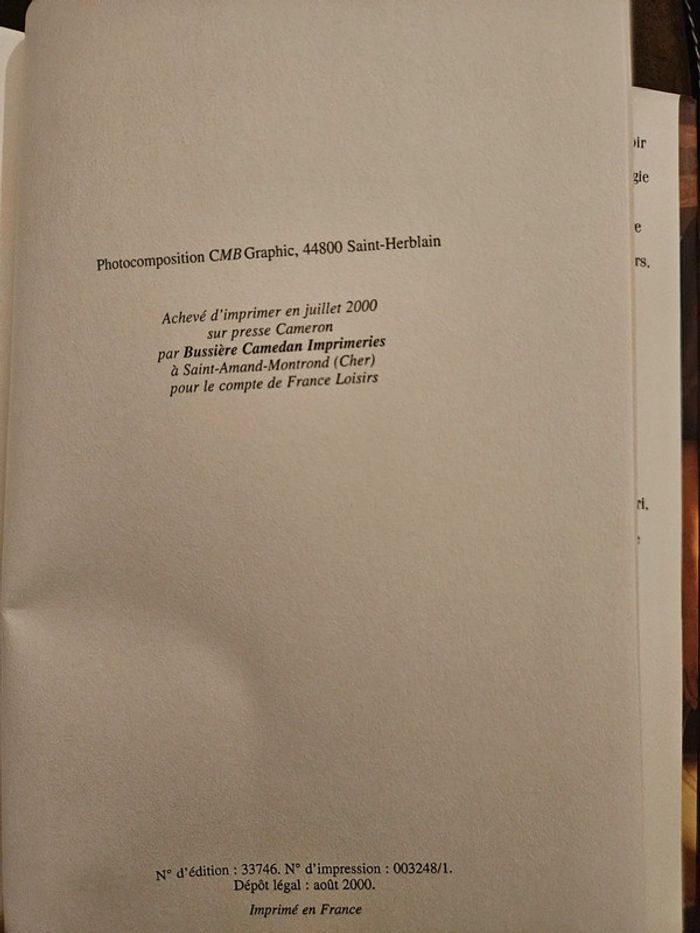 Photocomposition CMB Graphic, 44800 Saint-Herblain
Achevé d'imprimer en juillet 2000
sur presse Cameron
par Bussière Camedan Imprimeries
à Saint-Amand-Montrond (Cher)
pour le compte de France Loisirs
N° d'édition : 33746. N° d'impression : 003248/1.
Dépôt légal : août 2000.
Imprimé en France